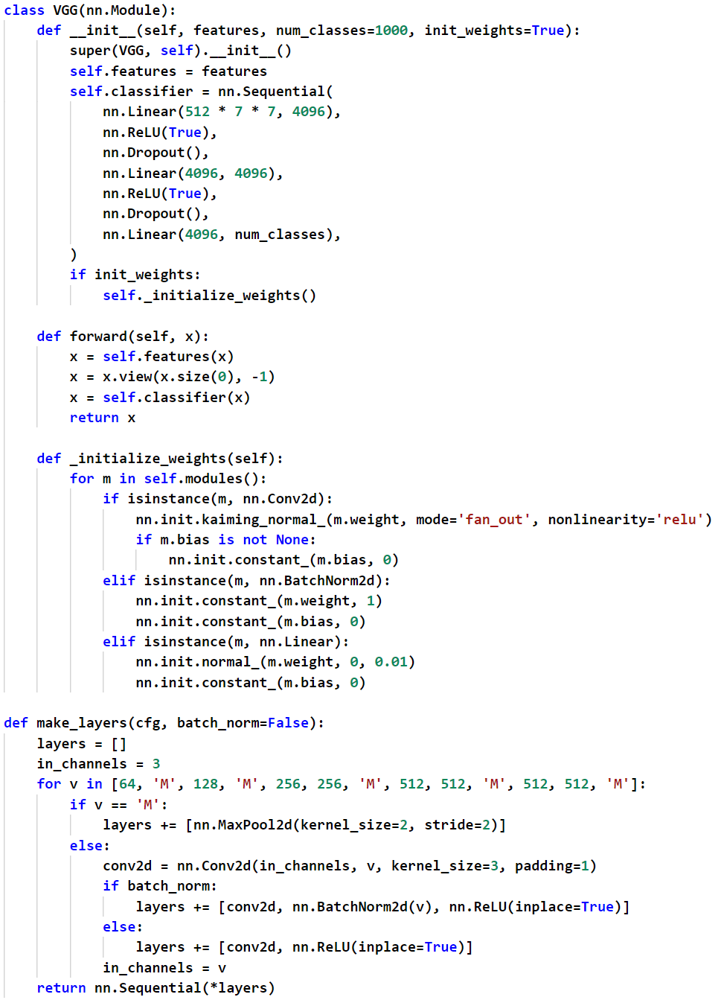 class VGG(nn.Module):
    def __init__(self, features, num_classes=1000, init_weights=True):
        super(VGG, self).__init__()
        self.features = features
        self.classifier = nn.Sequential(
            nn.Linear(512 * 7 * 7, 4096),
            nn.ReLU(True),
            nn.Dropout(),
            nn.Linear(4096, 4096),
            nn.ReLU(True),
            nn.Dropout(),
            nn.Linear(4096, num_classes),
        )
        if init_weights:
            self._initialize_weights()

    def forward(self, x):
        x = self.features(x)
        x = x.view(x.size(0), -1)
        x = self.classifier(x)
        return x

    def _initialize_weights(self):
        for m in self.modules():
            if isinstance(m, nn.Conv2d):
                nn.init.kaiming_normal_(m.weight, mode='fan_out', nonlinearity='relu')
                if m.bias is not None:
                    nn.init.constant_(m.bias, 0)
            elif isinstance(m, nn.BatchNorm2d):
                nn.init.constant_(m.weight, 1)
                nn.init.constant_(m.bias, 0)
            elif isinstance(m, nn.Linear):
                nn.init.normal_(m.weight, 0, 0.01)
                nn.init.constant_(m.bias, 0)

def make_layers(cfg, batch_norm=False):
    layers = []
    in_channels = 3
    for v in [64, 'M', 128, 'M', 256, 256, 'M', 512, 512, 'M', 512, 512, 'M']:
        if v == 'M':
            layers += [nn.MaxPool2d(kernel_size=2, stride=2)]
        else:
            conv2d = nn.Conv2d(in_channels, v, kernel_size=3, padding=1)
            if batch_norm:
                layers += [conv2d, nn.BatchNorm2d(v), nn.ReLU(inplace=True)]
            else:
                layers += [conv2d, nn.ReLU(inplace=True)]
            in_channels = v
    return nn.Sequential(*layers)